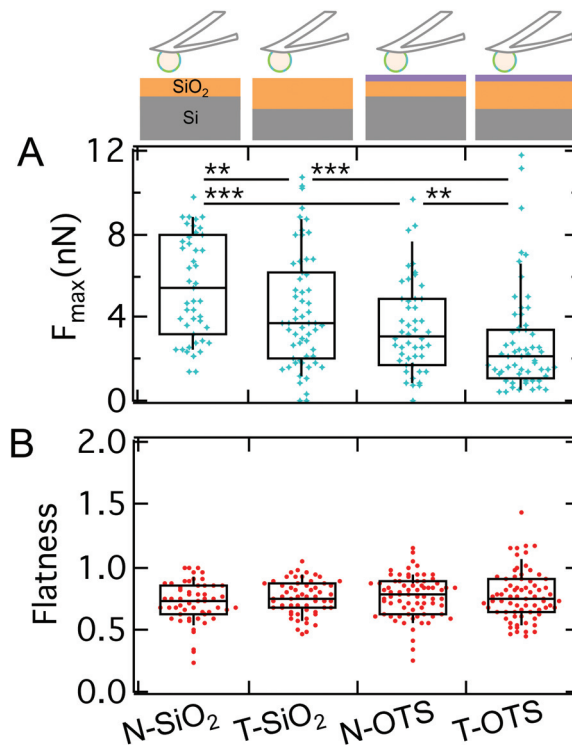 SiO₂
Si
A
12
8
4
0
F_max(nN)
**
***
***
**
B
2.0
1.5
1.0
0.5
0.0
Flatness
N-SiO₂
T-SiO₂
N-OTS
T-OTS